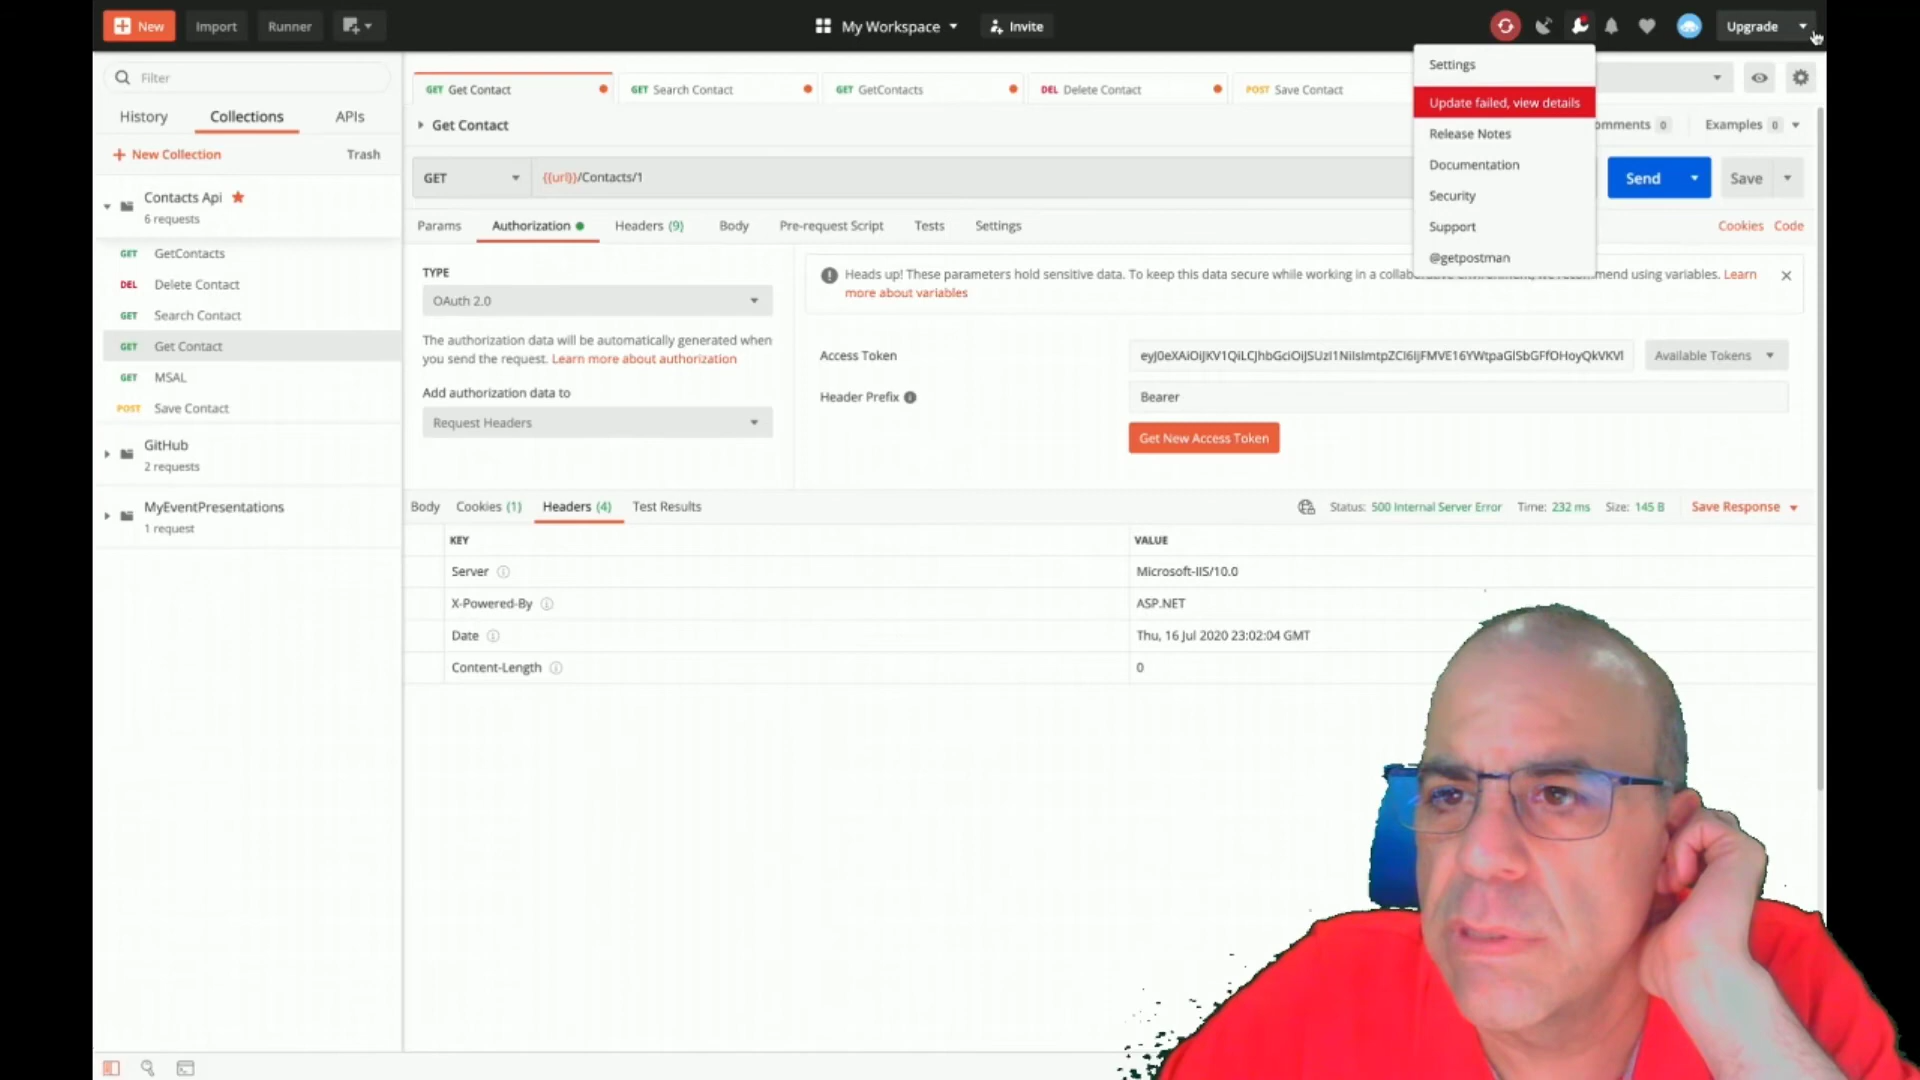 New
Import
Runner
My Workspace
Invite
Upgrade
Filter
History
Collections
APIs
New Collection
Trash
Contacts Api
6 requests
GET GetContacts
DEL Delete Contact
GET Search Contact
GET Get Contact
GET MSAL
POST Save Contact
GitHub
2 requests
MyEventPresentations
1 request
GET Get Contact
GET Search Contact
GET GetContacts
DEL Delete Contact
POST Save Contact
Settings
Update failed, view details
Release Notes
Documentation
Security
Support
@getpostman
Get Contact
omments 0
Examples 0
GET
{{url}}/Contacts/1
Send
Save
Params
Authorization
Headers (9)
Body
Pre-request Script
Tests
Settings
Cookies
Code
TYPE
OAuth 2.0
The authorization data will be automatically generated when
you send the request. Learn more about authorization
Add authorization data to
Request Headers
Heads up! These parameters hold sensitive data. To keep this data secure while working in a mend using variables. Learn
more about variables
Access Token
Available Tokens
Header Prefix
Bearer
Get New Access Token
Body
Cookies (1)
Headers (4)
Test Results
Status: 500 Internal Server Error
Time: 232 ms
Size: 145 B
Save Response
KEY
VALUE
Server
Microsoft-IIS/10.0
X-Powered-By
ASP.NET
Date
Thu, 16 Jul 2020 23:02:04 GMT
Content-Length
0